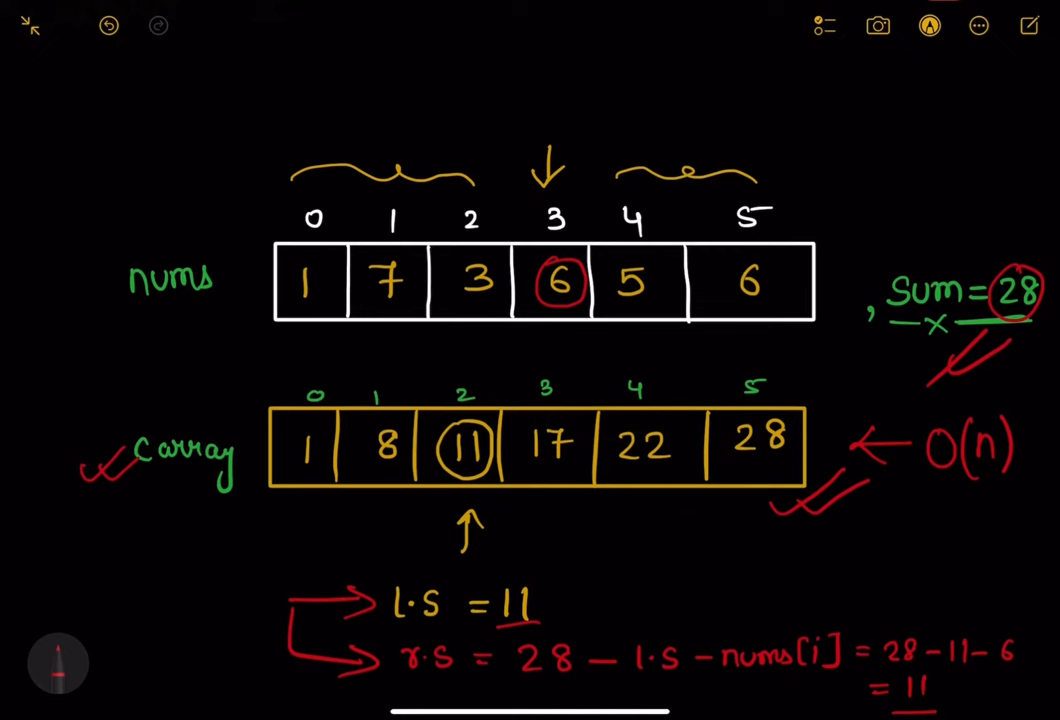 0 1 2 3 4 5
nums 1 7 3 6 5 6
, Sum = 28
x
0 1 2 3 4 5
carray 1 8 11 17 22 28
← O(n)
l.s = 11
r.s = 28 - l.s - nums[i] = 28 - 11 - 6
= 11